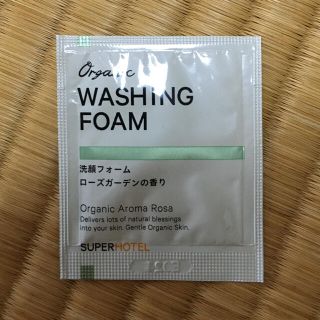 Organic
WASHING
FOAM
洗顔フォーム
ローズガーデンの香り
Organic Aroma Rosa
Delivers lots of natural blessings
into your skin. Gentle Organic Skin.
SUPERHOTEL